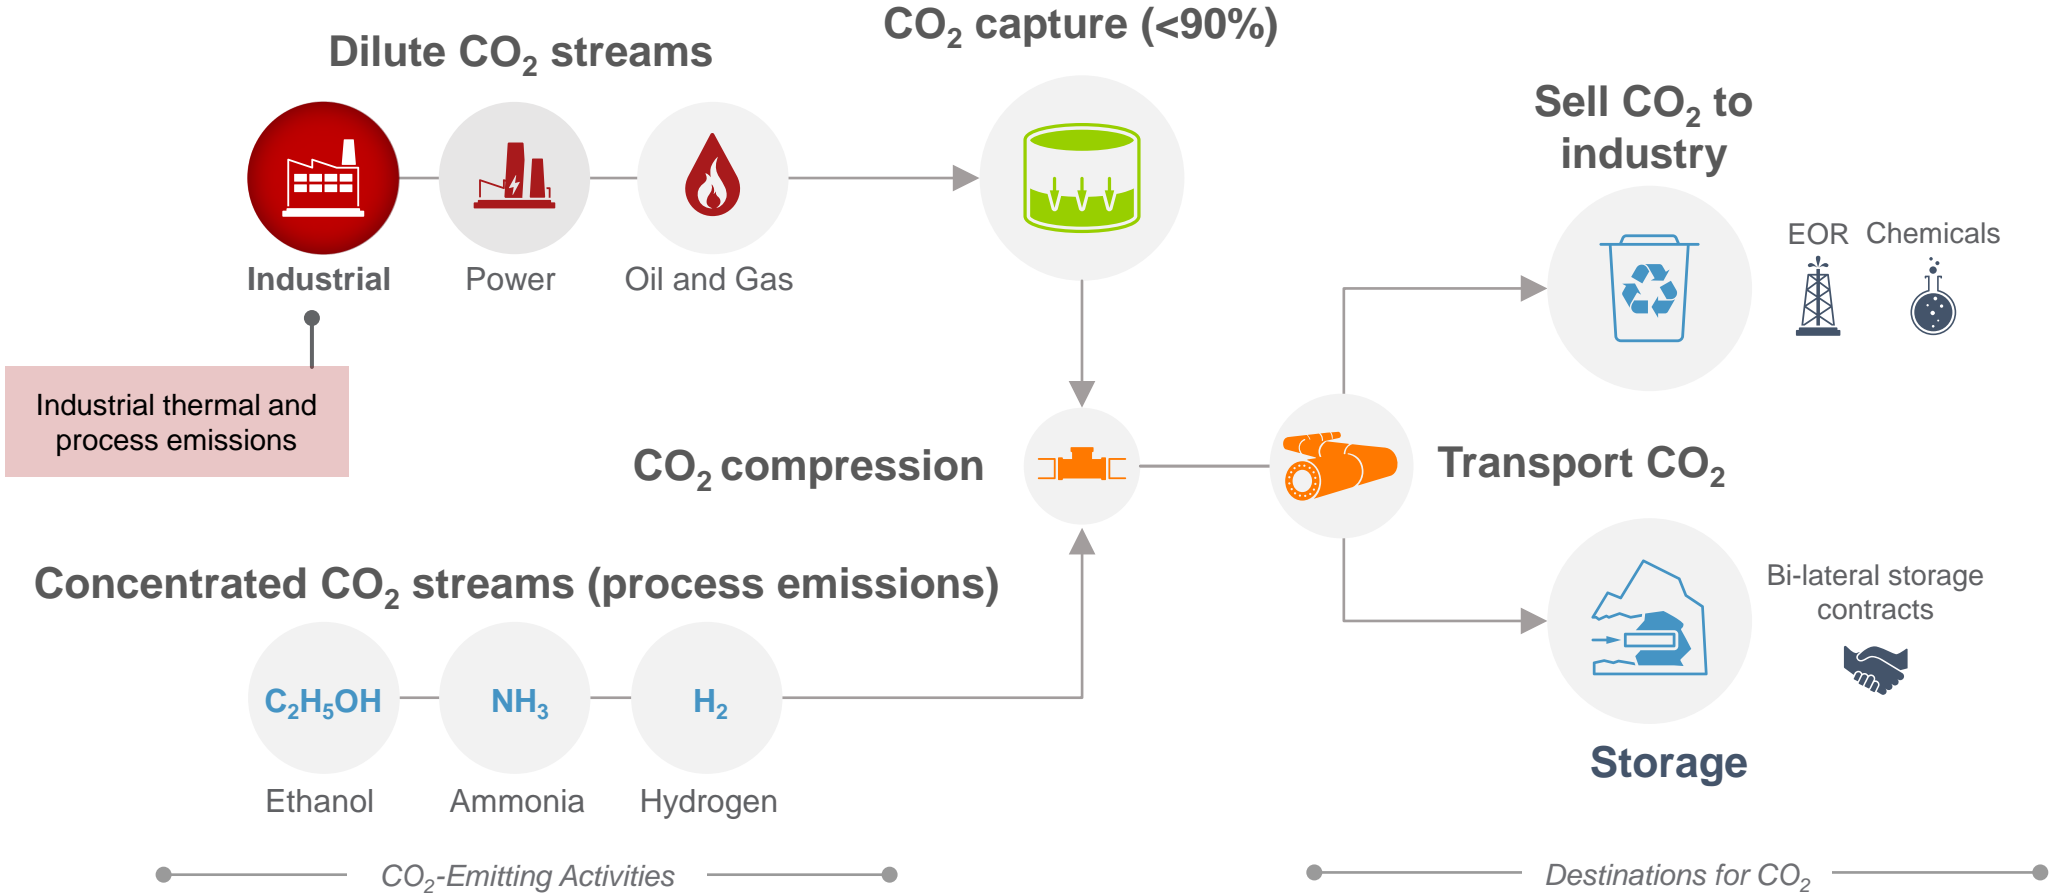 Dilute CO₂ streams
CO₂ capture (<90%)
Industrial
Power
Oil and Gas
Industrial thermal and
process emissions
CO₂ compression
Concentrated CO₂ streams (process emissions)
C₂H₅OH
NH₃
H₂
Ethanol
Ammonia
Hydrogen
CO₂-Emitting Activities
Sell CO₂ to
industry
EOR
Chemicals
Transport CO₂
Bi-lateral storage
contracts
Storage
Destinations for CO₂